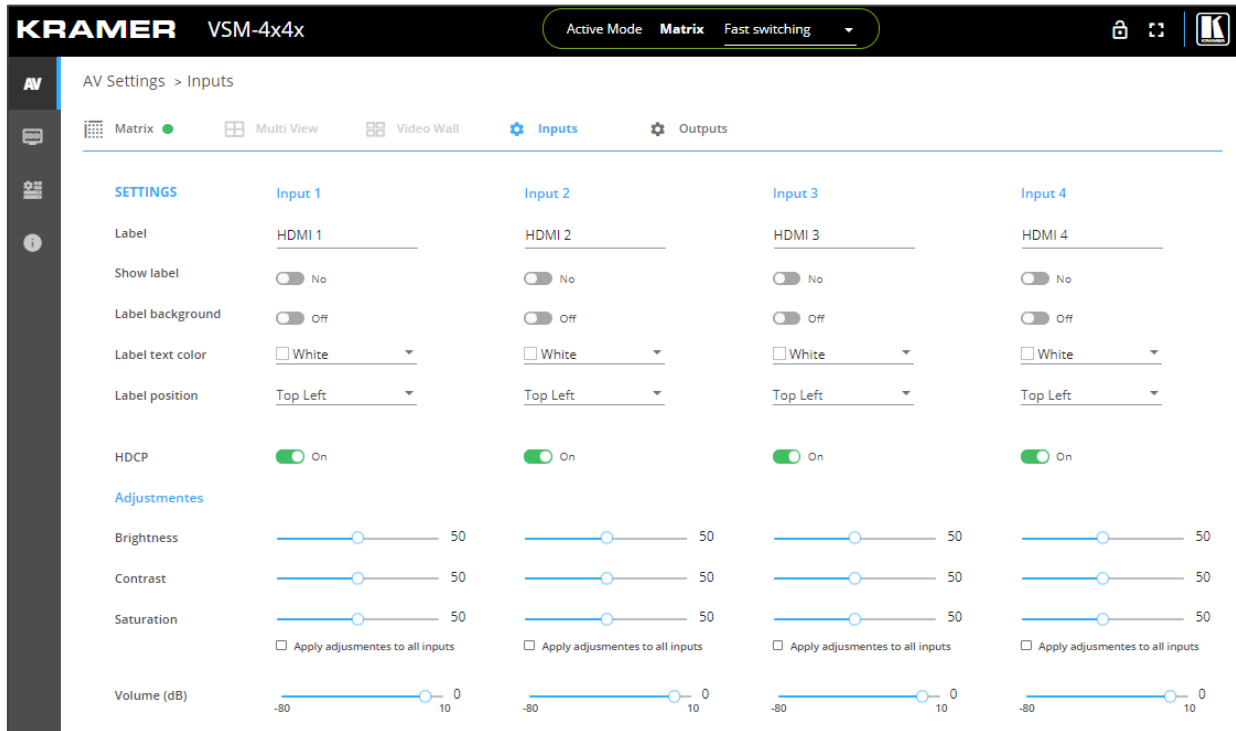 KRAMER VSM-4x4x Active Mode Matrix Fast switching
KRAMER
AV AV Settings > Inputs
EDID Matrix Multi View Video Wall Inputs Outputs
SETTINGS Input 1 Input 2 Input 3 Input 4
Label HDMI 1 HDMI 2 HDMI 3 HDMI 4
Show label No No No No
Label background Off Off Off Off
Label text color White White White White
Label position Top Left Top Left Top Left Top Left
HDCP On On On On
Adjustmentes
Brightness 50 50 50 50
Contrast 50 50 50 50
Saturation 50 50 50 50
Apply adjusmentes to all inputs Apply adjusmentes to all inputs Apply adjusmentes to all inputs Apply adjusmentes to all inputs
Volume (dB) 0 0 0 0
-80 10 -80 10 -80 10 -80 10